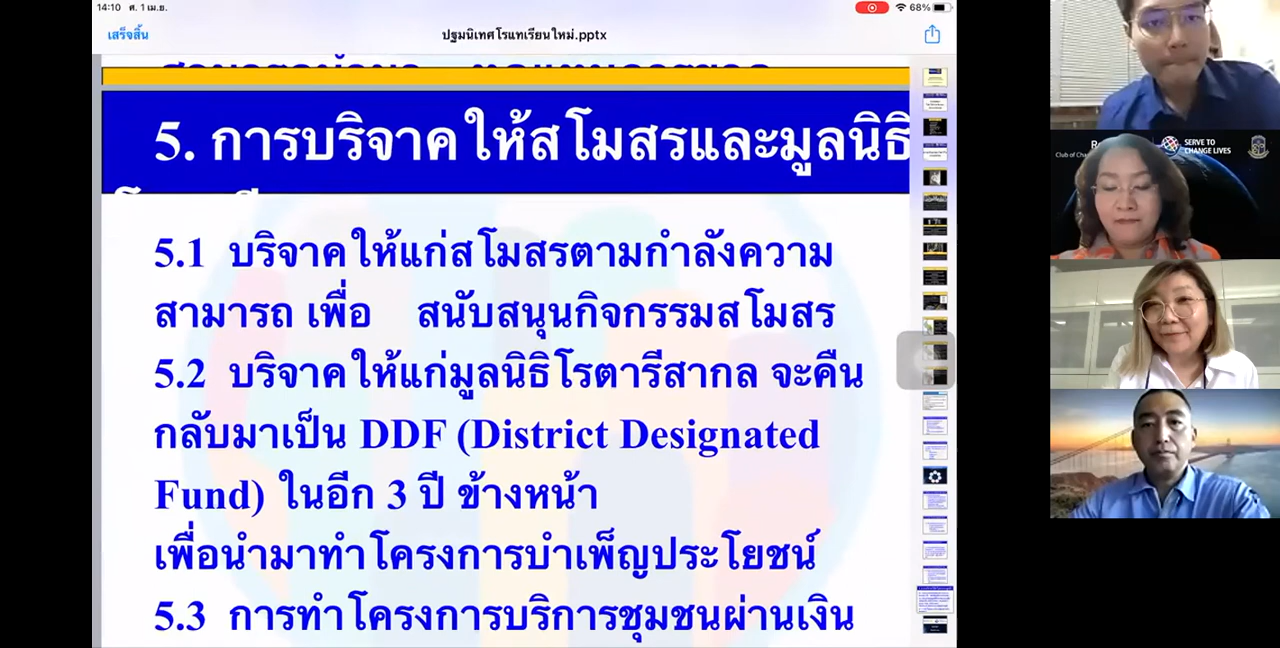 14:10 ศ. 1 เม.ย.
68%
เสร็จสิ้น
ปฐมนิเทศโรแทเรียนใหม่.pptx
5. การบริจาคให้สโมสรและมูลนิธิ
5.1 บริจาคให้แก่สโมสรตามกำลังความ
สามารถ เพื่อ สนับสนุนกิจกรรมสโมสร
5.2 บริจาคให้แก่มูลนิธิโรตารีสากล จะคืน
กลับมาเป็น DDF (District Designated
Fund) ในอีก 3 ปี ข้างหน้า
เพื่อนำมาทำโครงการบำเพ็ญประโยชน์
5.3 การทำโครงการบริการชุมชนผ่านเงิน
SERVE TO
CHANGE LIVES
Club of